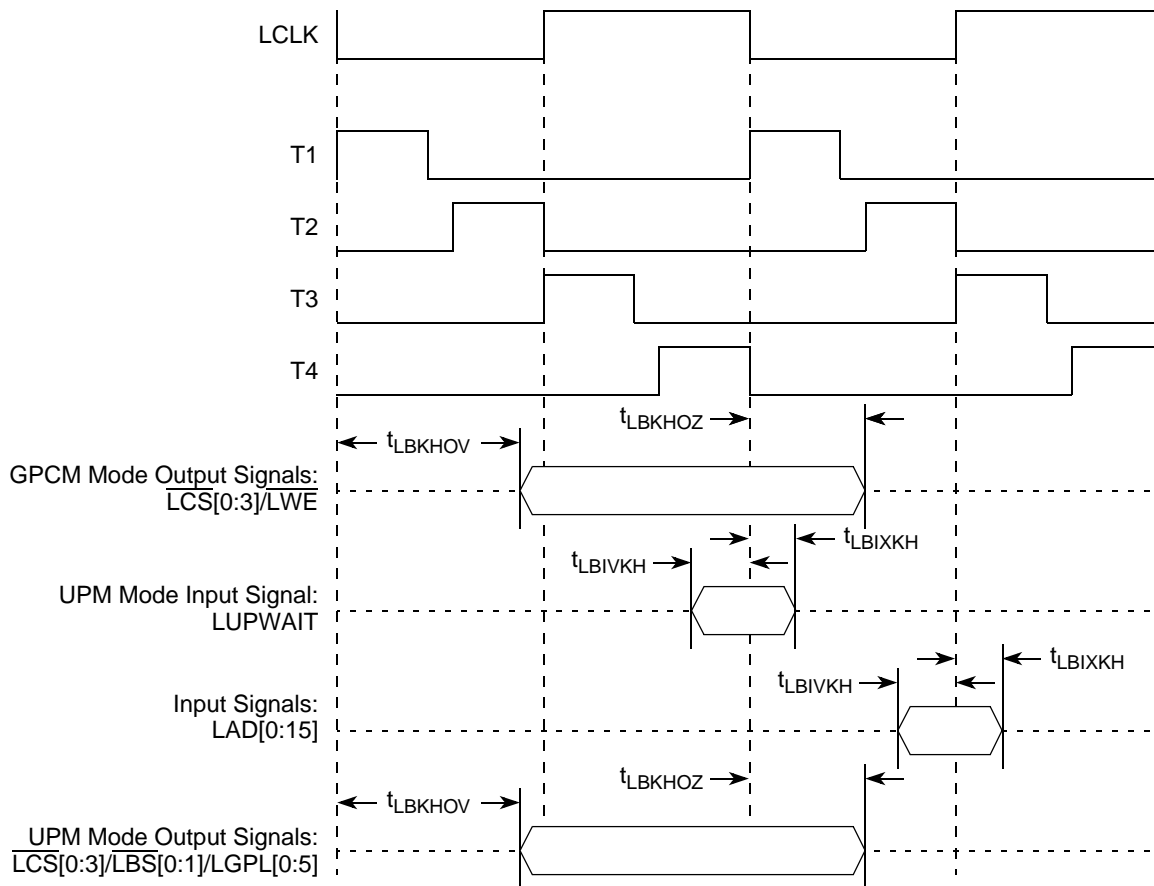 LCLK
T1
T2
T3
T4
tLBKHOZ
tLBKHOV
GPCM Mode Output Signals:
LCS[0:3]/LWE
tLBIXKH
tLBIVKH
UPM Mode Input Signal:
LUPWAIT
tLBIXKH
tLBIVKH
Input Signals:
LAD[0:15]
tLBKHOZ
tLBKHOV
UPM Mode Output Signals:
LCS[0:3]/LBS[0:1]/LGPL[0:5]